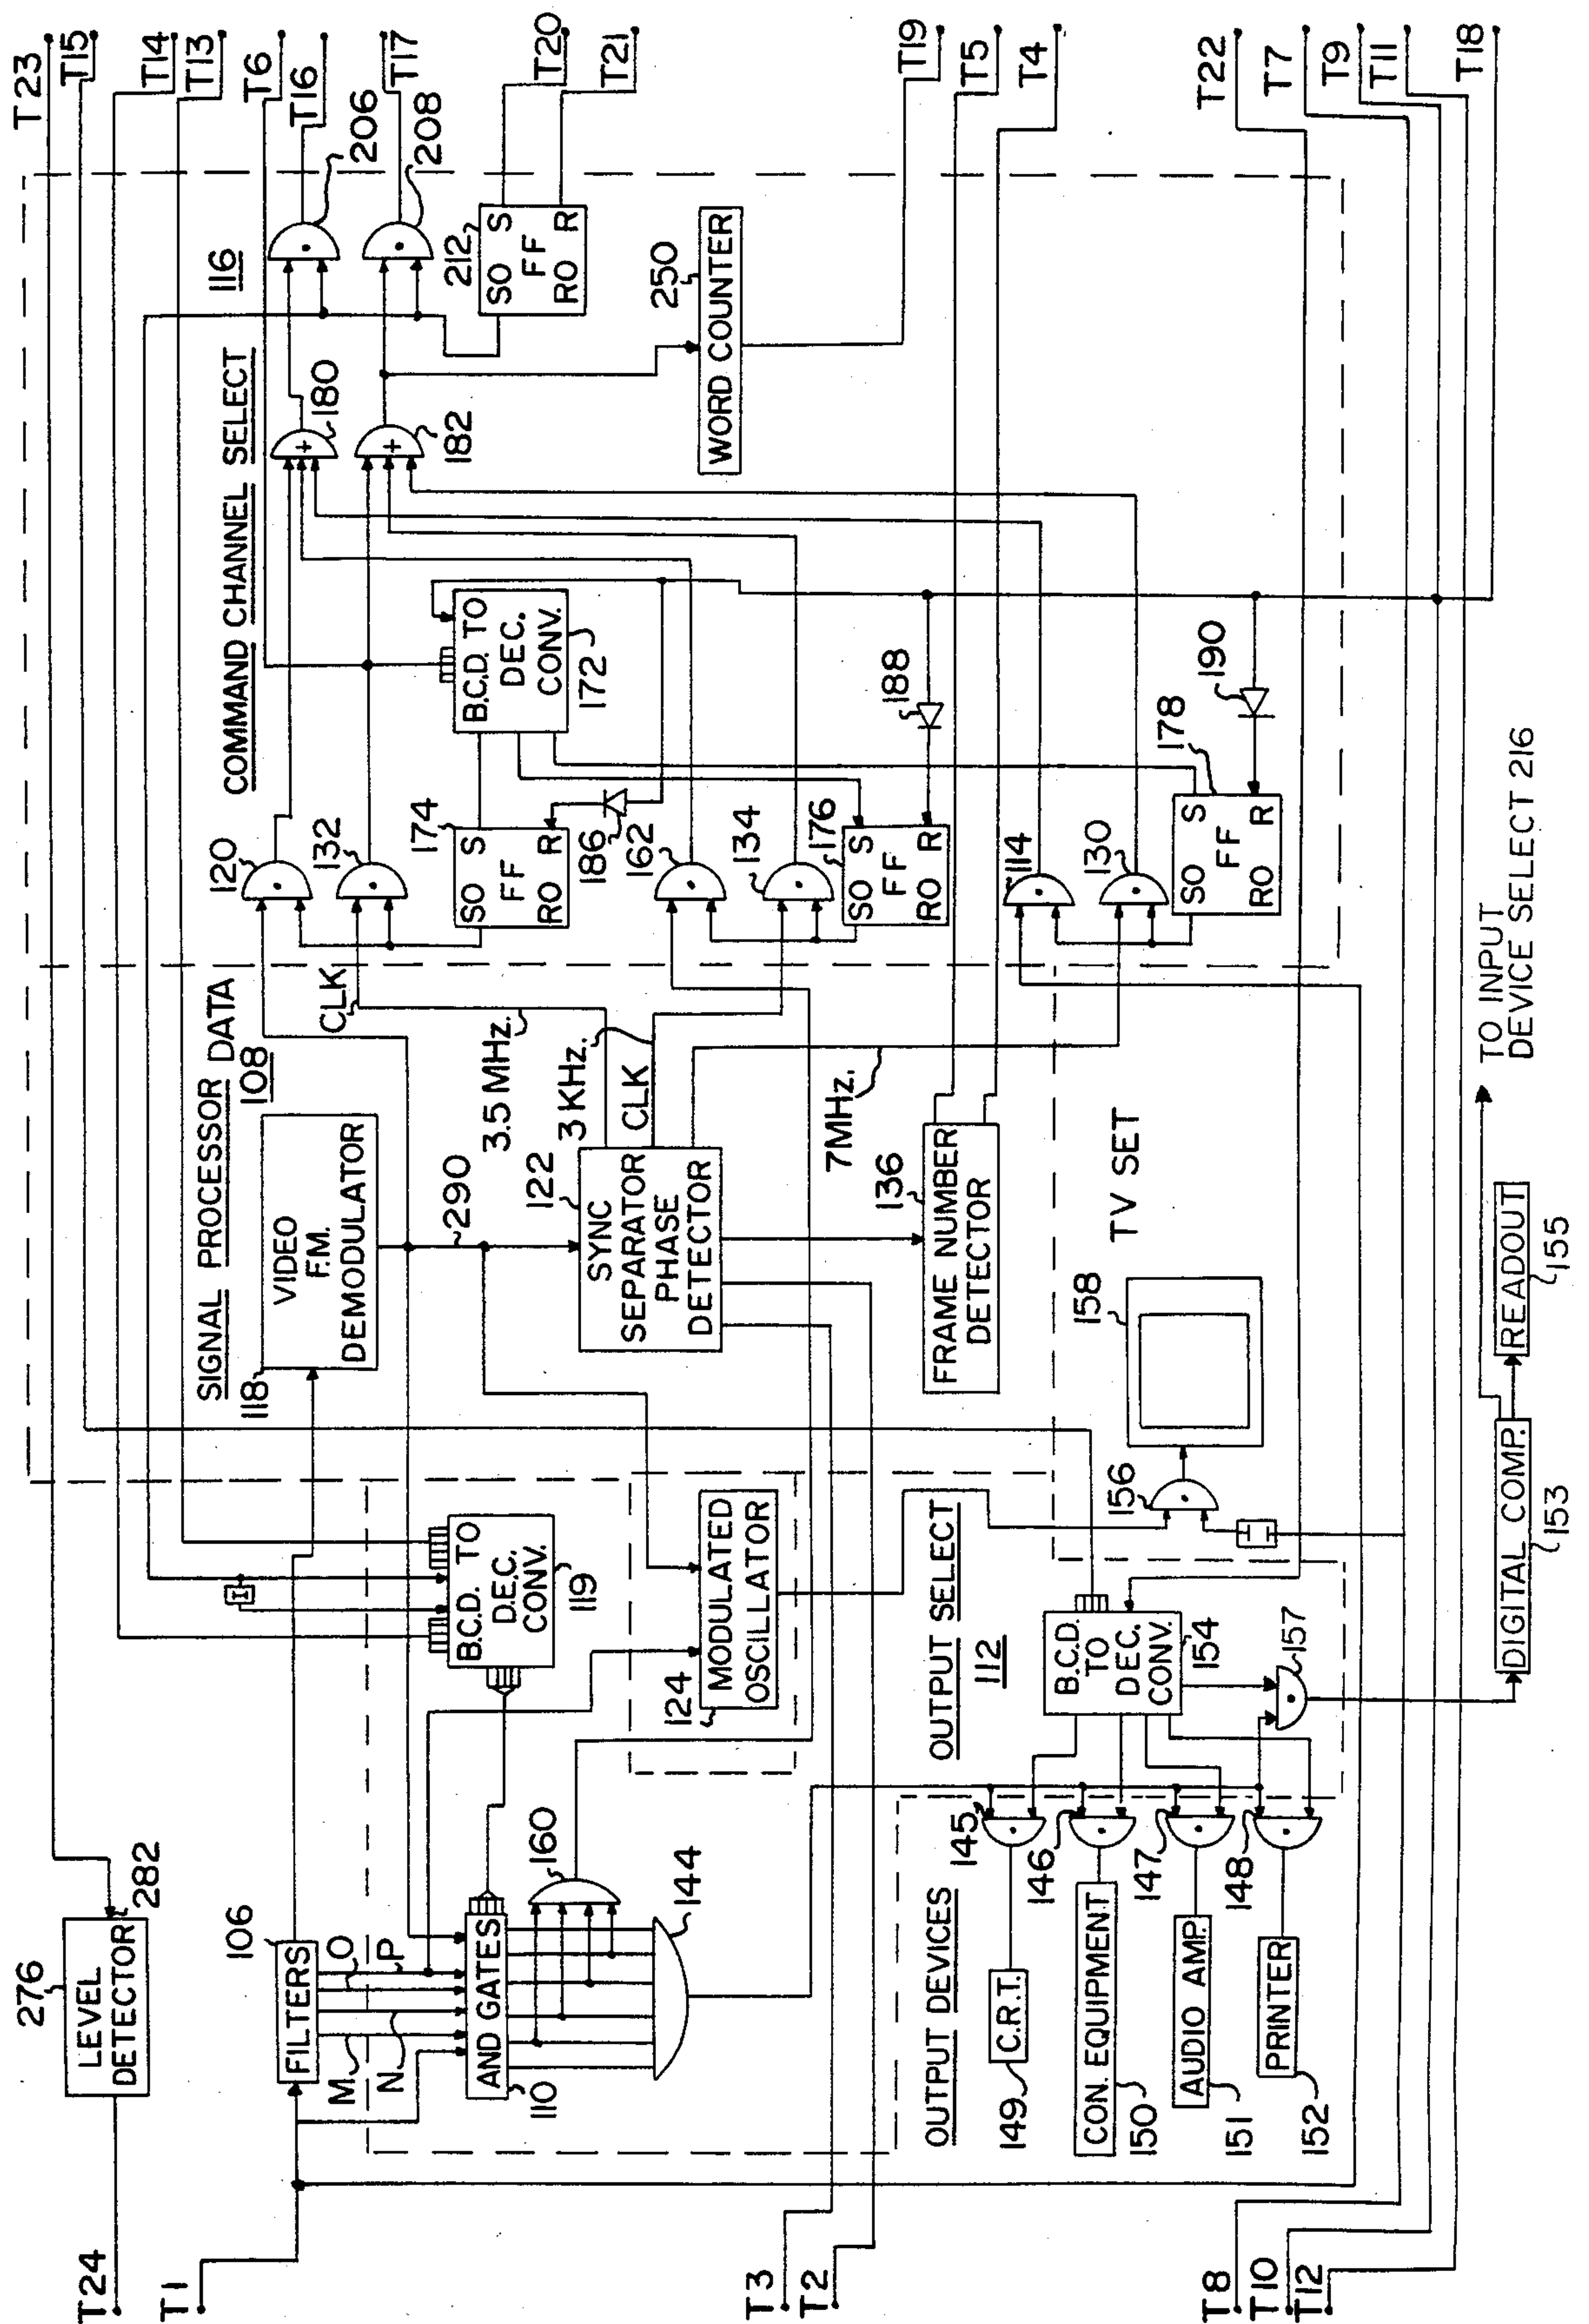 T23
T15
T14
T13
T6
T16
T17
T20
T21
T19
T5
T4
T22
T7
T9
T11
T18
206
208
116
212
SO S
FF
RO R
250
WORD COUNTER
COMMAND CHANNEL SELECT
180
182
B.C.D. TO
DEC.
CONV.
172
188
190
120
132
174
SO S
FF
RO R
186
162
134
176
SO S
FF
RO R
114
130
178
SO S
FF
RO R
TO INPUT
DEVICE SELECT 216
SIGNAL PROCESSOR DATA
108
CLK
3.5 MHz.
3 KHz.
CLK
7MHz.
118
VIDEO
F.M.
DEMODULATOR
290
122
SYNC
SEPARATOR
PHASE
DETECTOR
136
FRAME NUMBER
DETECTOR
TV SET
158
156
READOUT
155
DIGITAL COMP.
153
B.C.D. TO
D.E.C.
CONV.
119
124
MODULATED
OSCILLATOR
OUTPUT SELECT
112
B.C.D.
TO
DEC.
CONV.
154
157
276
LEVEL
DETECTOR
282
106
FILTERS
M
N
O
P
AND GATES
110
160
144
OUTPUT DEVICES
145
146
147
148
C.R.T.
149
CON. EQUIPMENT
150
AUDIO AMP.
151
PRINTER
152
T24
T1
T3
T2
T8
T10
T12